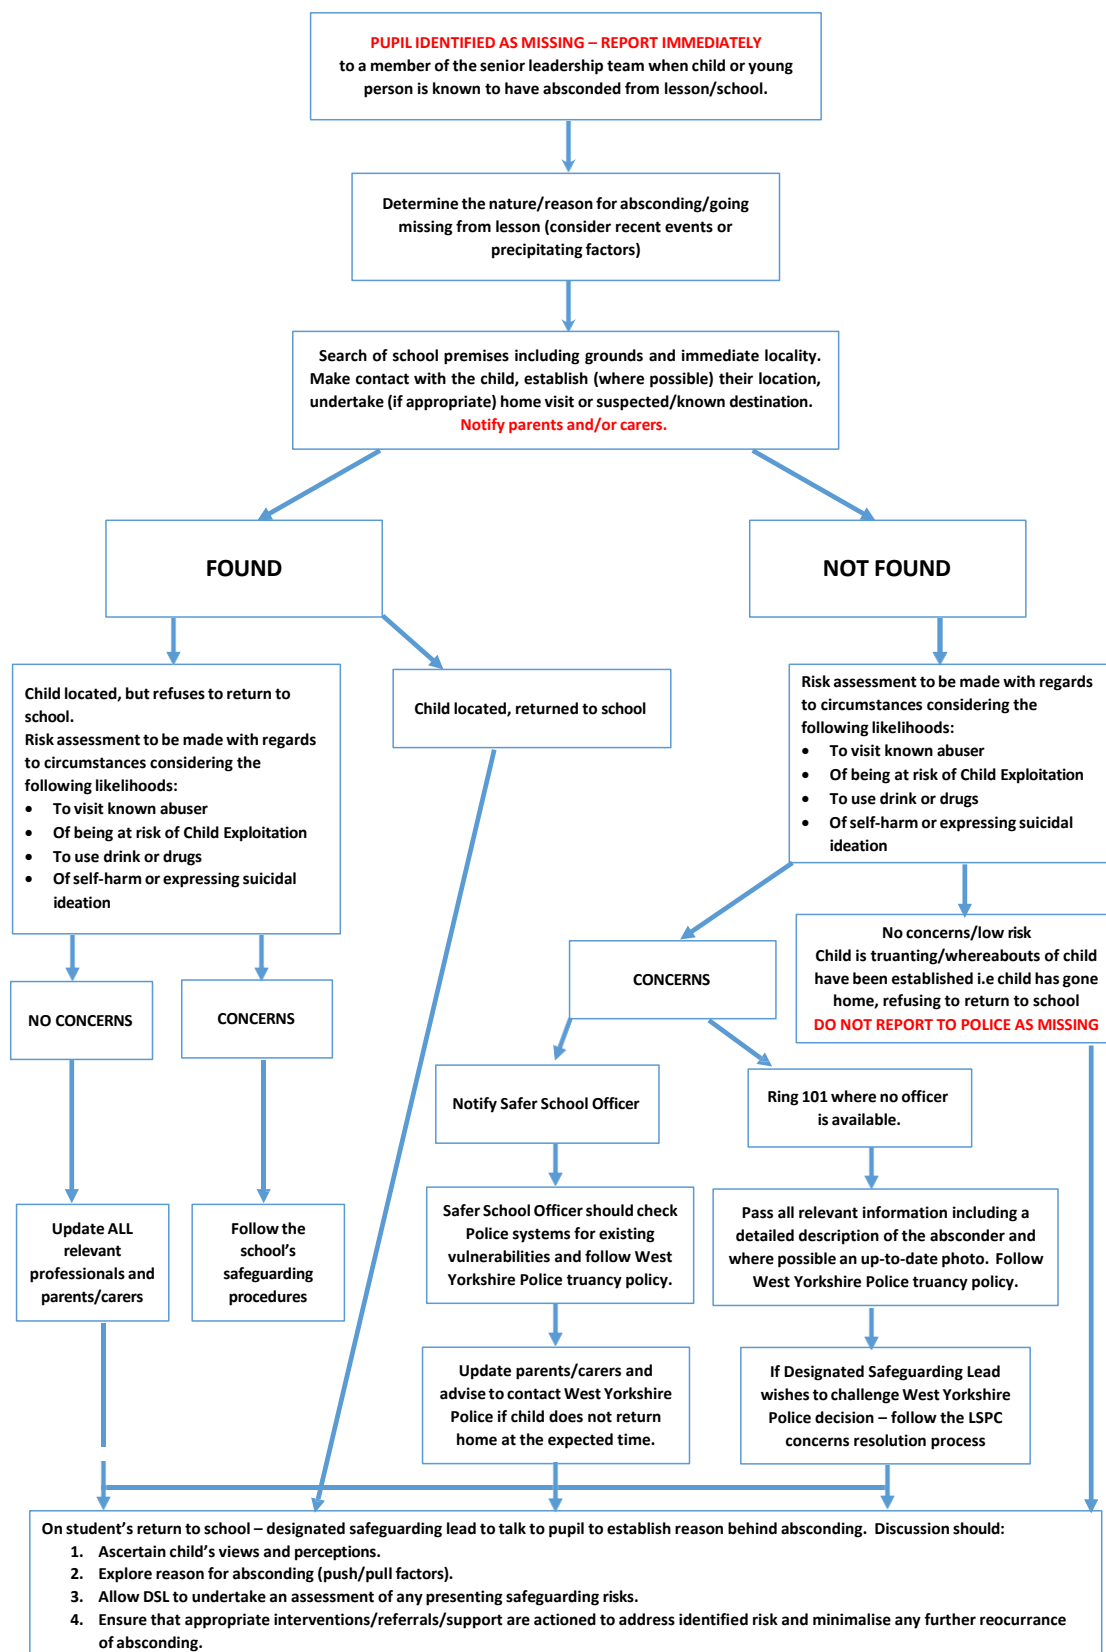 PUPIL IDENTIFIED AS MISSING – REPORT IMMEDIATELY
to a member of the senior leadership team when child or young
person is known to have absconded from lesson/school.
Determine the nature/reason for absconding/going
missing from lesson (consider recent events or
precipitating factors)
Search of school premises including grounds and immediate locality.
Make contact with the child, establish (where possible) their location,
undertake (if appropriate) home visit or suspected/known destination.
Notify parents and/or carers.
FOUND
NOT FOUND
Child located, but refuses to return to
school.
Risk assessment to be made with regards
to circumstances considering the
following likelihoods:
• To visit known abuser
• Of being at risk of Child Exploitation
• To use drink or drugs
• Of self-harm or expressing suicidal
ideation
Child located, returned to school
Risk assessment to be made with regards
to circumstances considering the
following likelihoods:
• To visit known abuser
• Of being at risk of Child Exploitation
• To use drink or drugs
• Of self-harm or expressing suicidal
ideation
NO CONCERNS
CONCERNS
CONCERNS
No concerns/low risk
Child is truanting/whereabouts of child
have been established i.e child has gone
home, refusing to return to school
DO NOT REPORT TO POLICE AS MISSING
Notify Safer School Officer
Ring 101 where no officer
is available.
Update ALL
relevant
professionals and
parents/carers
Follow the
school's
safeguarding
procedures
Safer School Officer should check
Police systems for existing
vulnerabilities and follow West
Yorkshire Police truancy policy.
Pass all relevant information including a
detailed description of the absconder and
where possible an up-to-date photo.  Follow
West Yorkshire Police truancy policy.
Update parents/carers and
advise to contact West Yorkshire
Police if child does not return
home at the expected time.
If Designated Safeguarding Lead
wishes to challenge West Yorkshire
Police decision – follow the LSPC
concerns resolution process
On student's return to school – designated safeguarding lead to talk to pupil to establish reason behind absconding.  Discussion should:
1. Ascertain child's views and perceptions.
2. Explore reason for absconding (push/pull factors).
3. Allow DSL to undertake an assessment of any presenting safeguarding risks.
4. Ensure that appropriate interventions/referrals/support are actioned to address identified risk and minimalise any further reocurrance
of absconding.